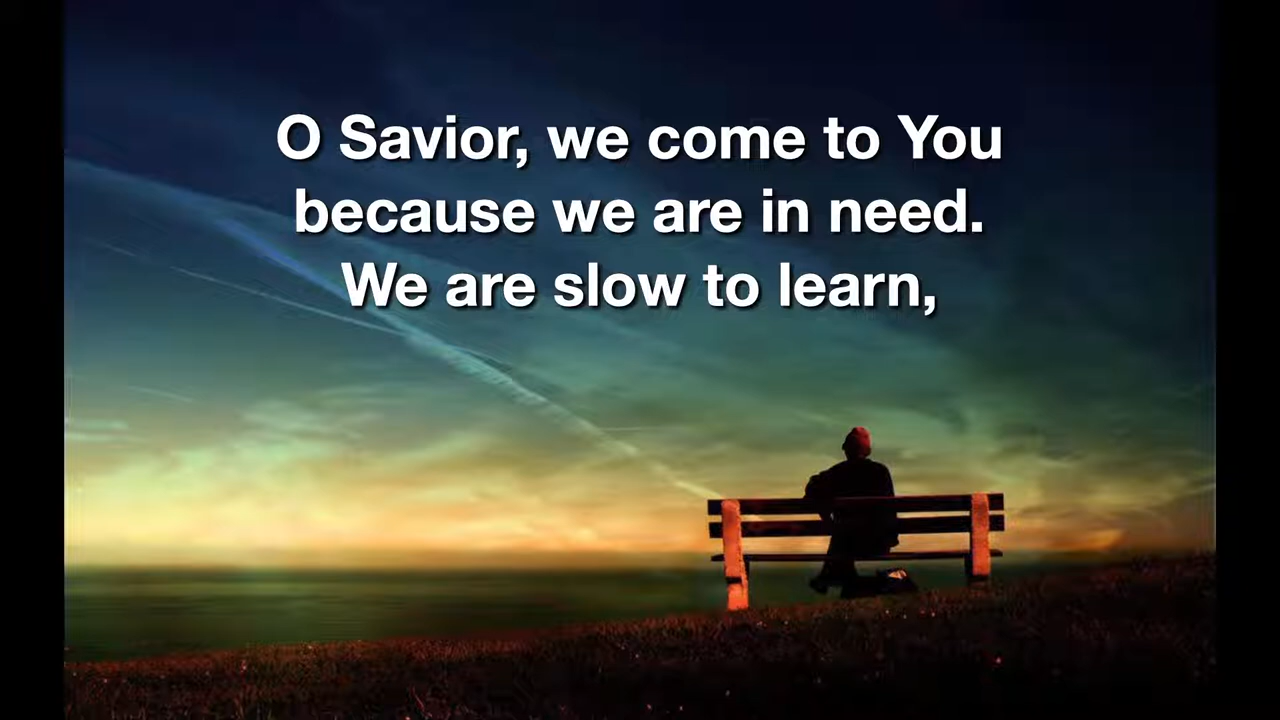 O Savior, we come to You
because we are in need.
We are slow to learn,